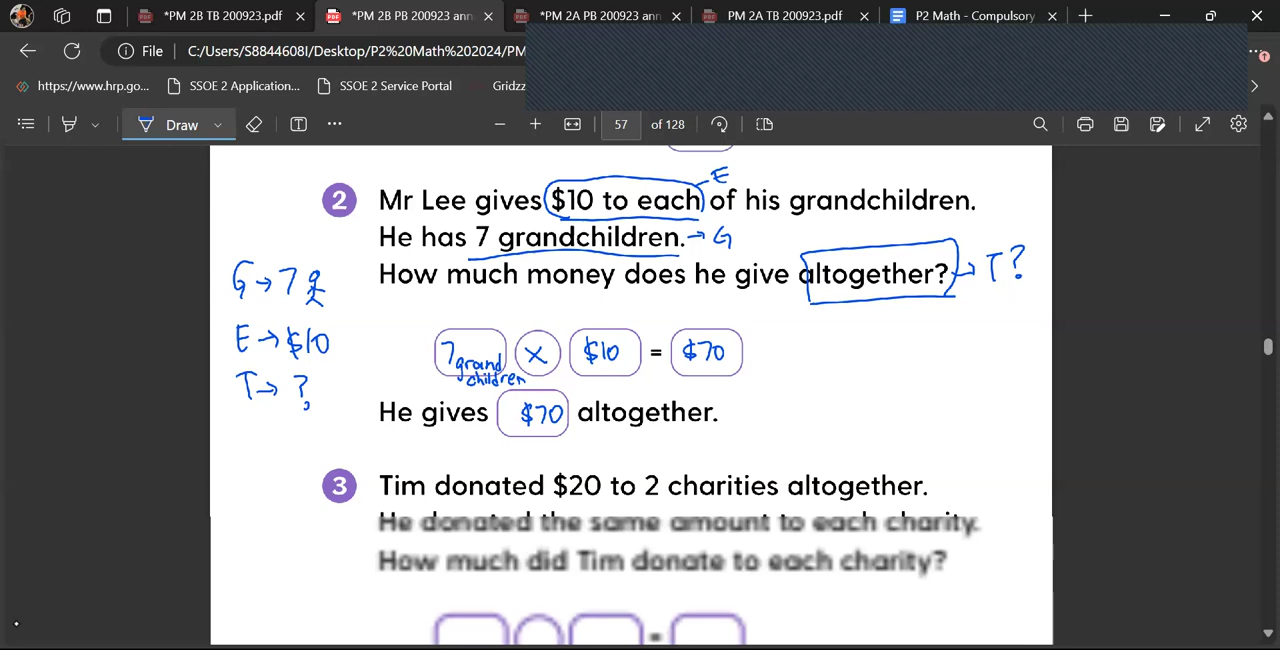 *PM 2B TB 200923.pdf
*PM 2B PB 200923 ann
*PM 2A PB 200923 ann
PM 2A TB 200923.pdf
P2 Math - Compulsory
File
C:/Users/S8844608I/Desktop/P2%20Math%202024/PM
https://www.hrp.go...
SSOE 2 Application...
SSOE 2 Service Portal
Gridzz
Draw
57 of 128
E
2 Mr Lee gives $10 to each of his grandchildren.
He has 7 grandchildren. → G
How much money does he give altogether? → T?
G → 7
E → $10
T → ?
7 grand children × $10 = $70
He gives $70 altogether.
3 Tim donated $20 to 2 charities altogether.
He donated the same amount to each charity.
How much did Tim donate to each charity?
=